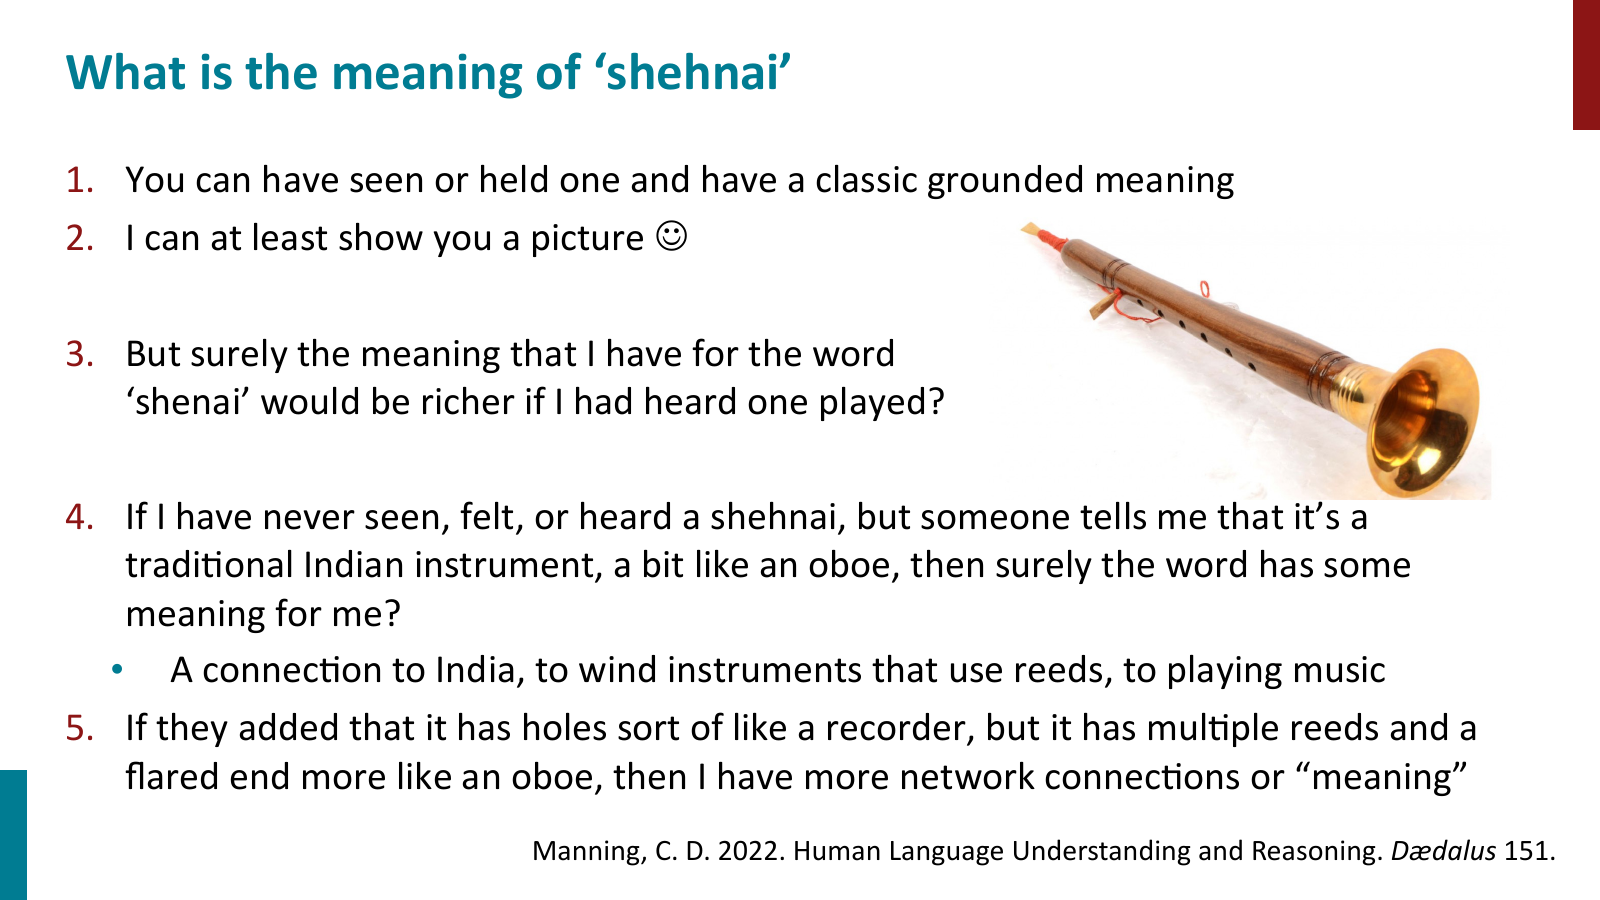 What is the meaning of ‘shehnai’
1. You can have seen or held one and have a classic grounded meaning
2. I can at least show you a picture ☺
3. But surely the meaning that I have for the word
‘shenai’ would be richer if I had heard one played?
4. If I have never seen, felt, or heard a shehnai, but someone tells me that it’s a
traditional Indian instrument, a bit like an oboe, then surely the word has some
meaning for me?
• A connection to India, to wind instruments that use reeds, to playing music
5. If they added that it has holes sort of like a recorder, but it has multiple reeds and a
flared end more like an oboe, then I have more network connections or “meaning”
Manning, C. D. 2022. Human Language Understanding and Reasoning. Dædalus 151.